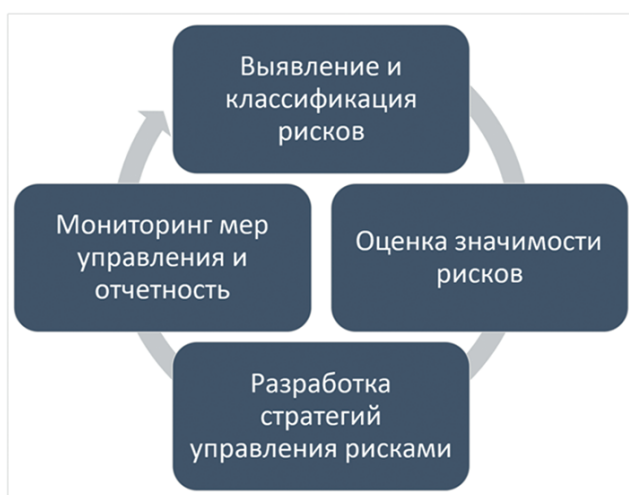 Выявление и
классификация
рисков
Оценка значимости
рисков
Разработка
стратегий
управления рисками
Мониторинг мер
управления и
отчетность